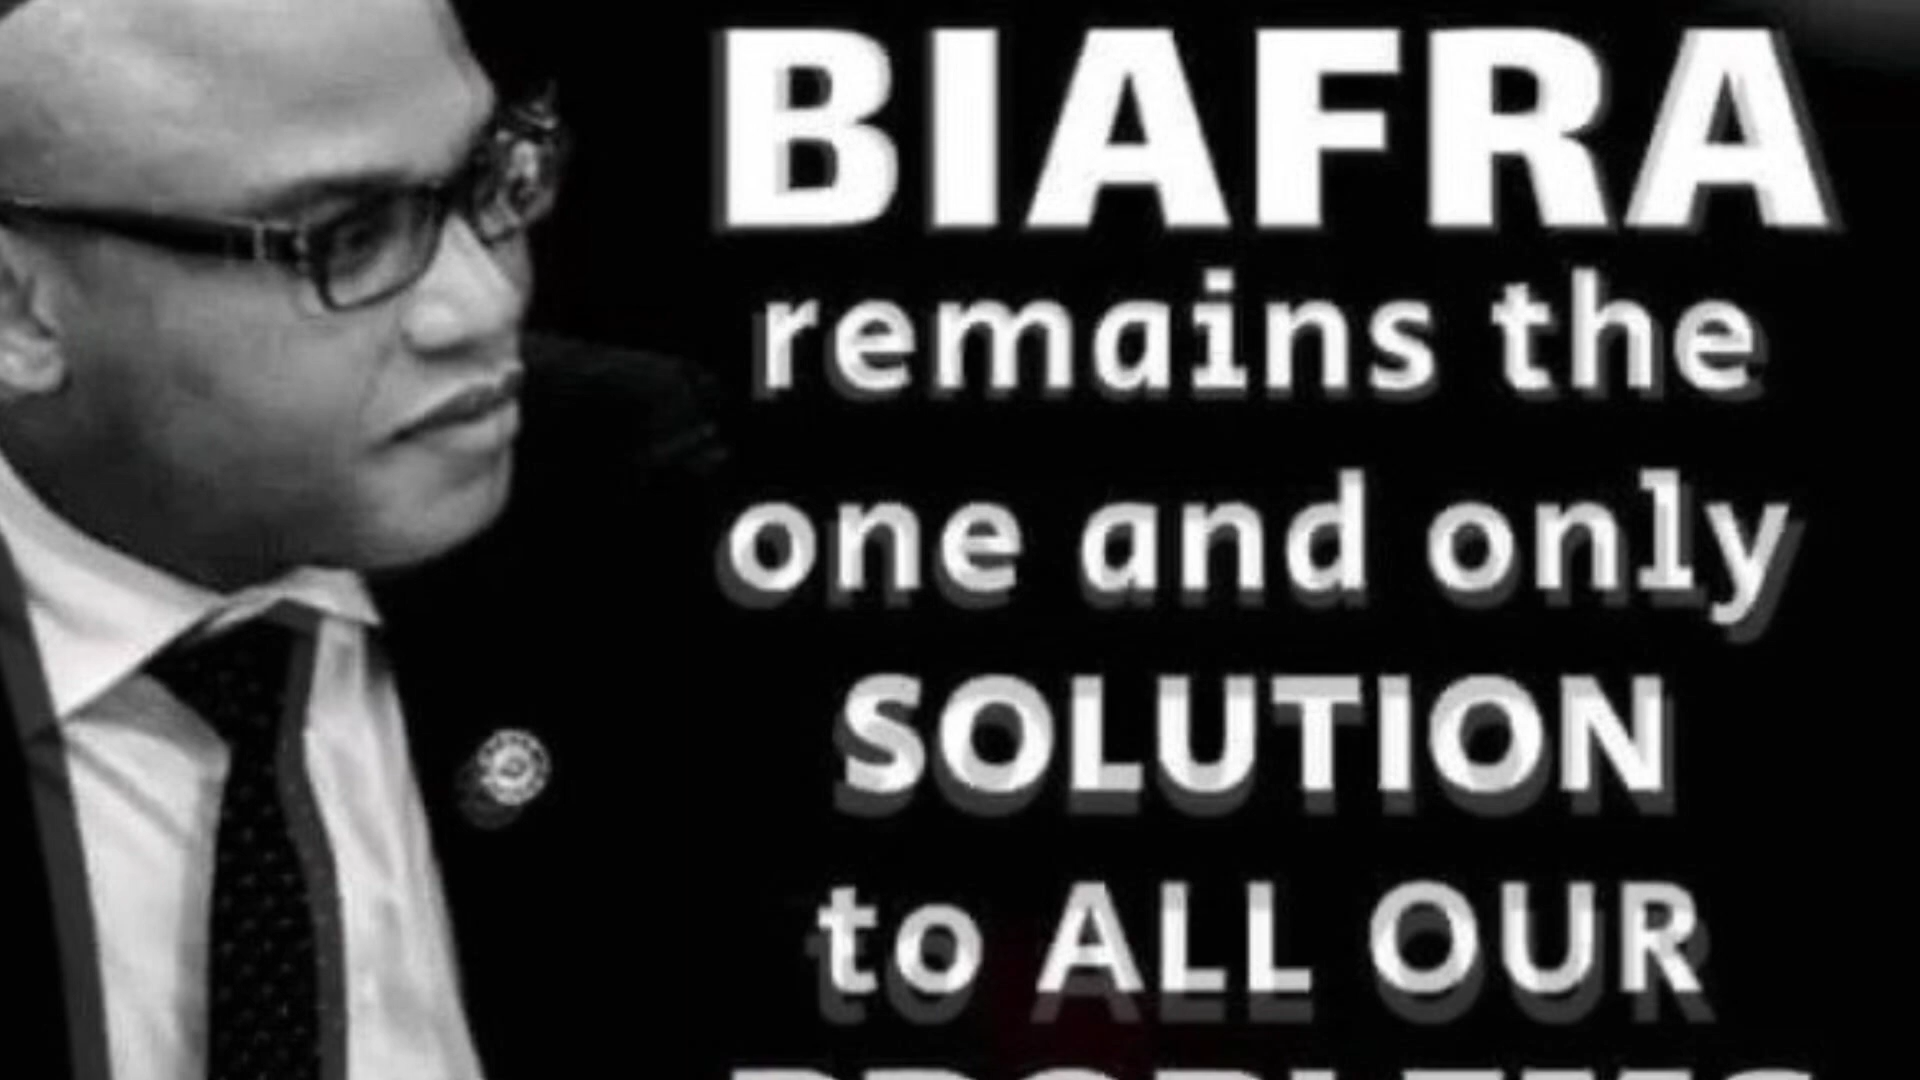 BIAFRA
remains the
one and only
SOLUTION
to ALL OUR